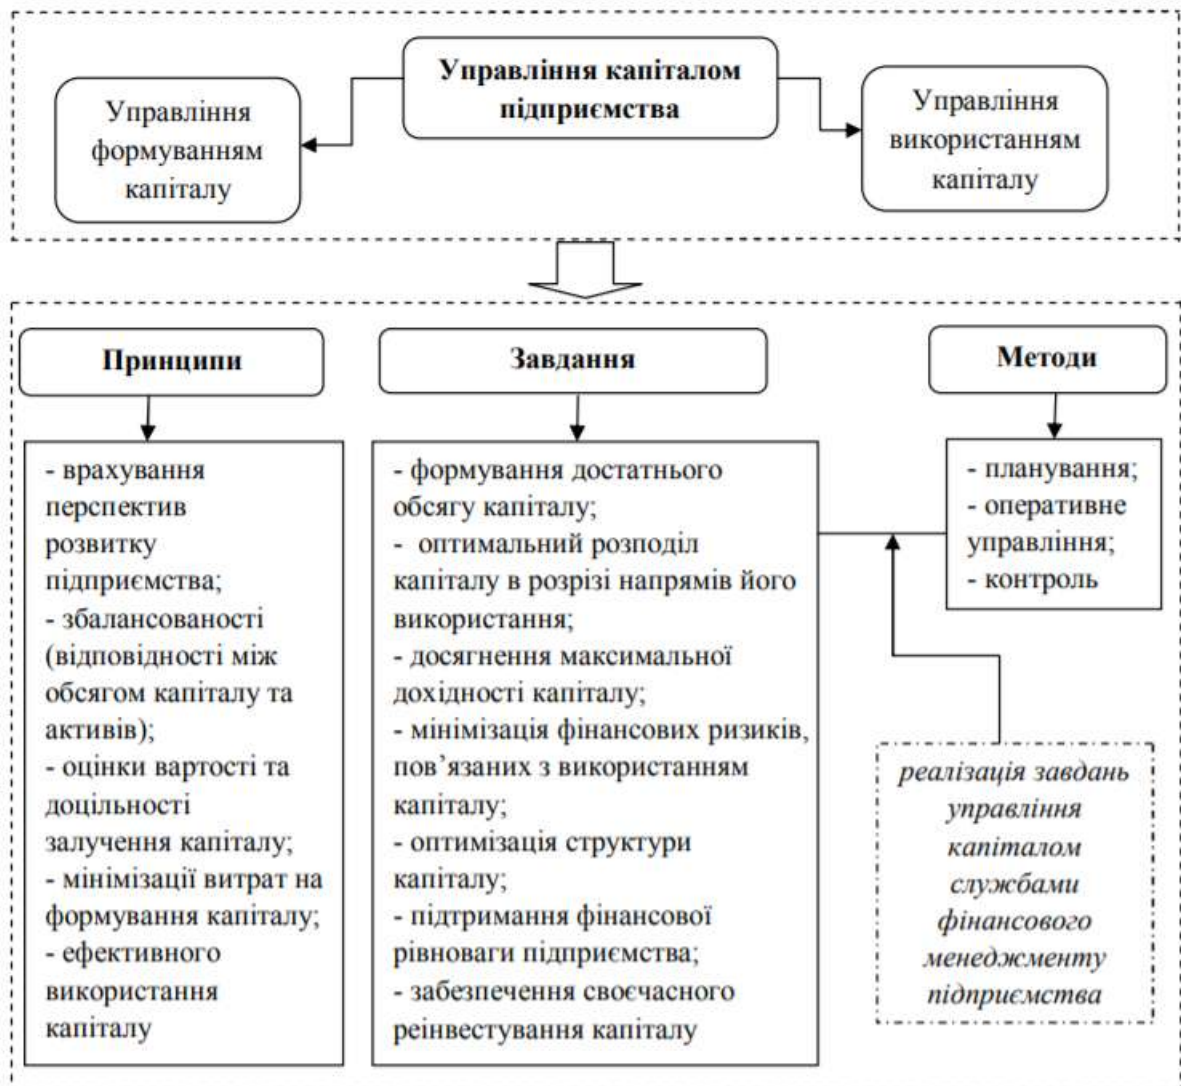 Управління капіталом
підприємства
Управління
формуванням
капіталу
Управління
використанням
капіталу
Принципи
- врахування
перспектив
розвитку
підприємства;
- збалансованості
(відповідності між
обсягом капіталу та
активів);
- оцінки вартості та
доцільності
залучення капіталу;
- мінімізації витрат на
формування капіталу;
- ефективного
використання
капіталу
Завдання
- формування достатнього
обсягу капіталу;
- оптимальний розподіл
капіталу в розрізі напрямів його
використання;
- досягнення максимальної
дохідності капіталу;
- мінімізація фінансових ризиків,
пов’язаних з використанням
капіталу;
- оптимізація структури
капіталу;
- підтримання фінансової
рівноваги підприємства;
- забезпечення своєчасного
реінвестування капіталу
Методи
- планування;
- оперативне
управління;
- контроль
реалізація завдань
управління
капіталом
службами
фінансового
менеджменту
підприємства